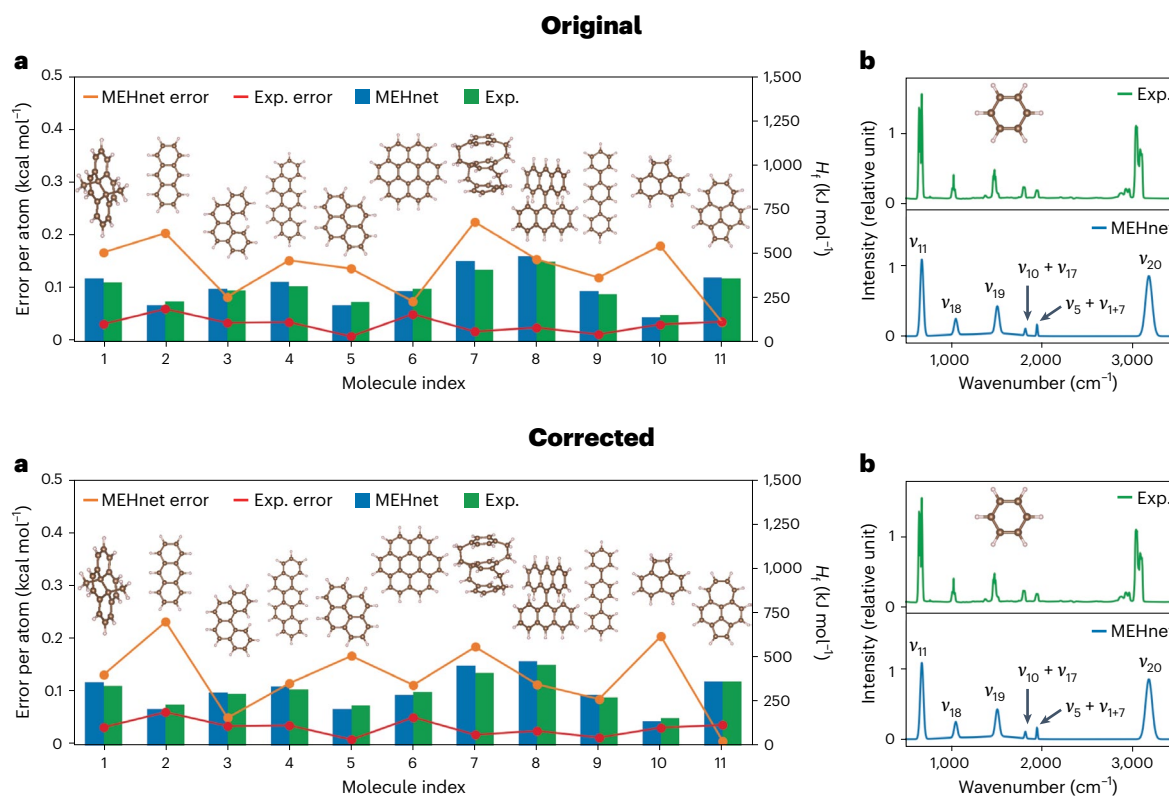 Original
a
MEHnet error Exp. error MEHnet Exp.
Error per atom (kcal mol⁻¹)
0.5
0.4
0.3
0.2
0.1
0
1,500
1,250
1,000
750
500
250
0
H_f (kJ mol⁻¹)
1 2 3 4 5 6 7 8 9 10 11
Molecule index
b
Exp.
Intensity (relative unit)
1
0
MEHnet
1
0
ν₁₁
ν₁₈
ν₁₉
ν₁₀ + ν₁₇
ν₅ + ν₁₊₇
ν₂₀
1,000 2,000 3,000
Wavenumber (cm⁻¹)
Corrected
a
MEHnet error Exp. error MEHnet Exp.
Error per atom (kcal mol⁻¹)
0.5
0.4
0.3
0.2
0.1
0
1,500
1,250
1,000
750
500
250
0
H_f (kJ mol⁻¹)
1 2 3 4 5 6 7 8 9 10 11
Molecule index
b
Exp.
Intensity (relative unit)
1
0
MEHnet
1
0
ν₁₁
ν₁₈
ν₁₉
ν₁₀ + ν₁₇
ν₅ + ν₁₊₇
ν₂₀
1,000 2,000 3,000
Wavenumber (cm⁻¹)